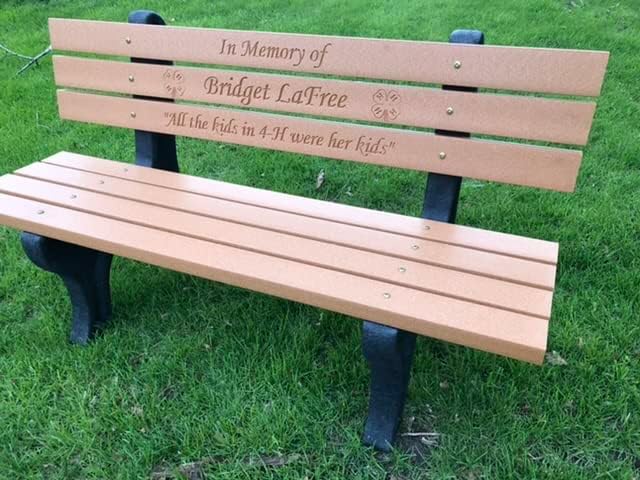 In Memory of
Bridget LaFree
"All the kids in 4-H were her kids"